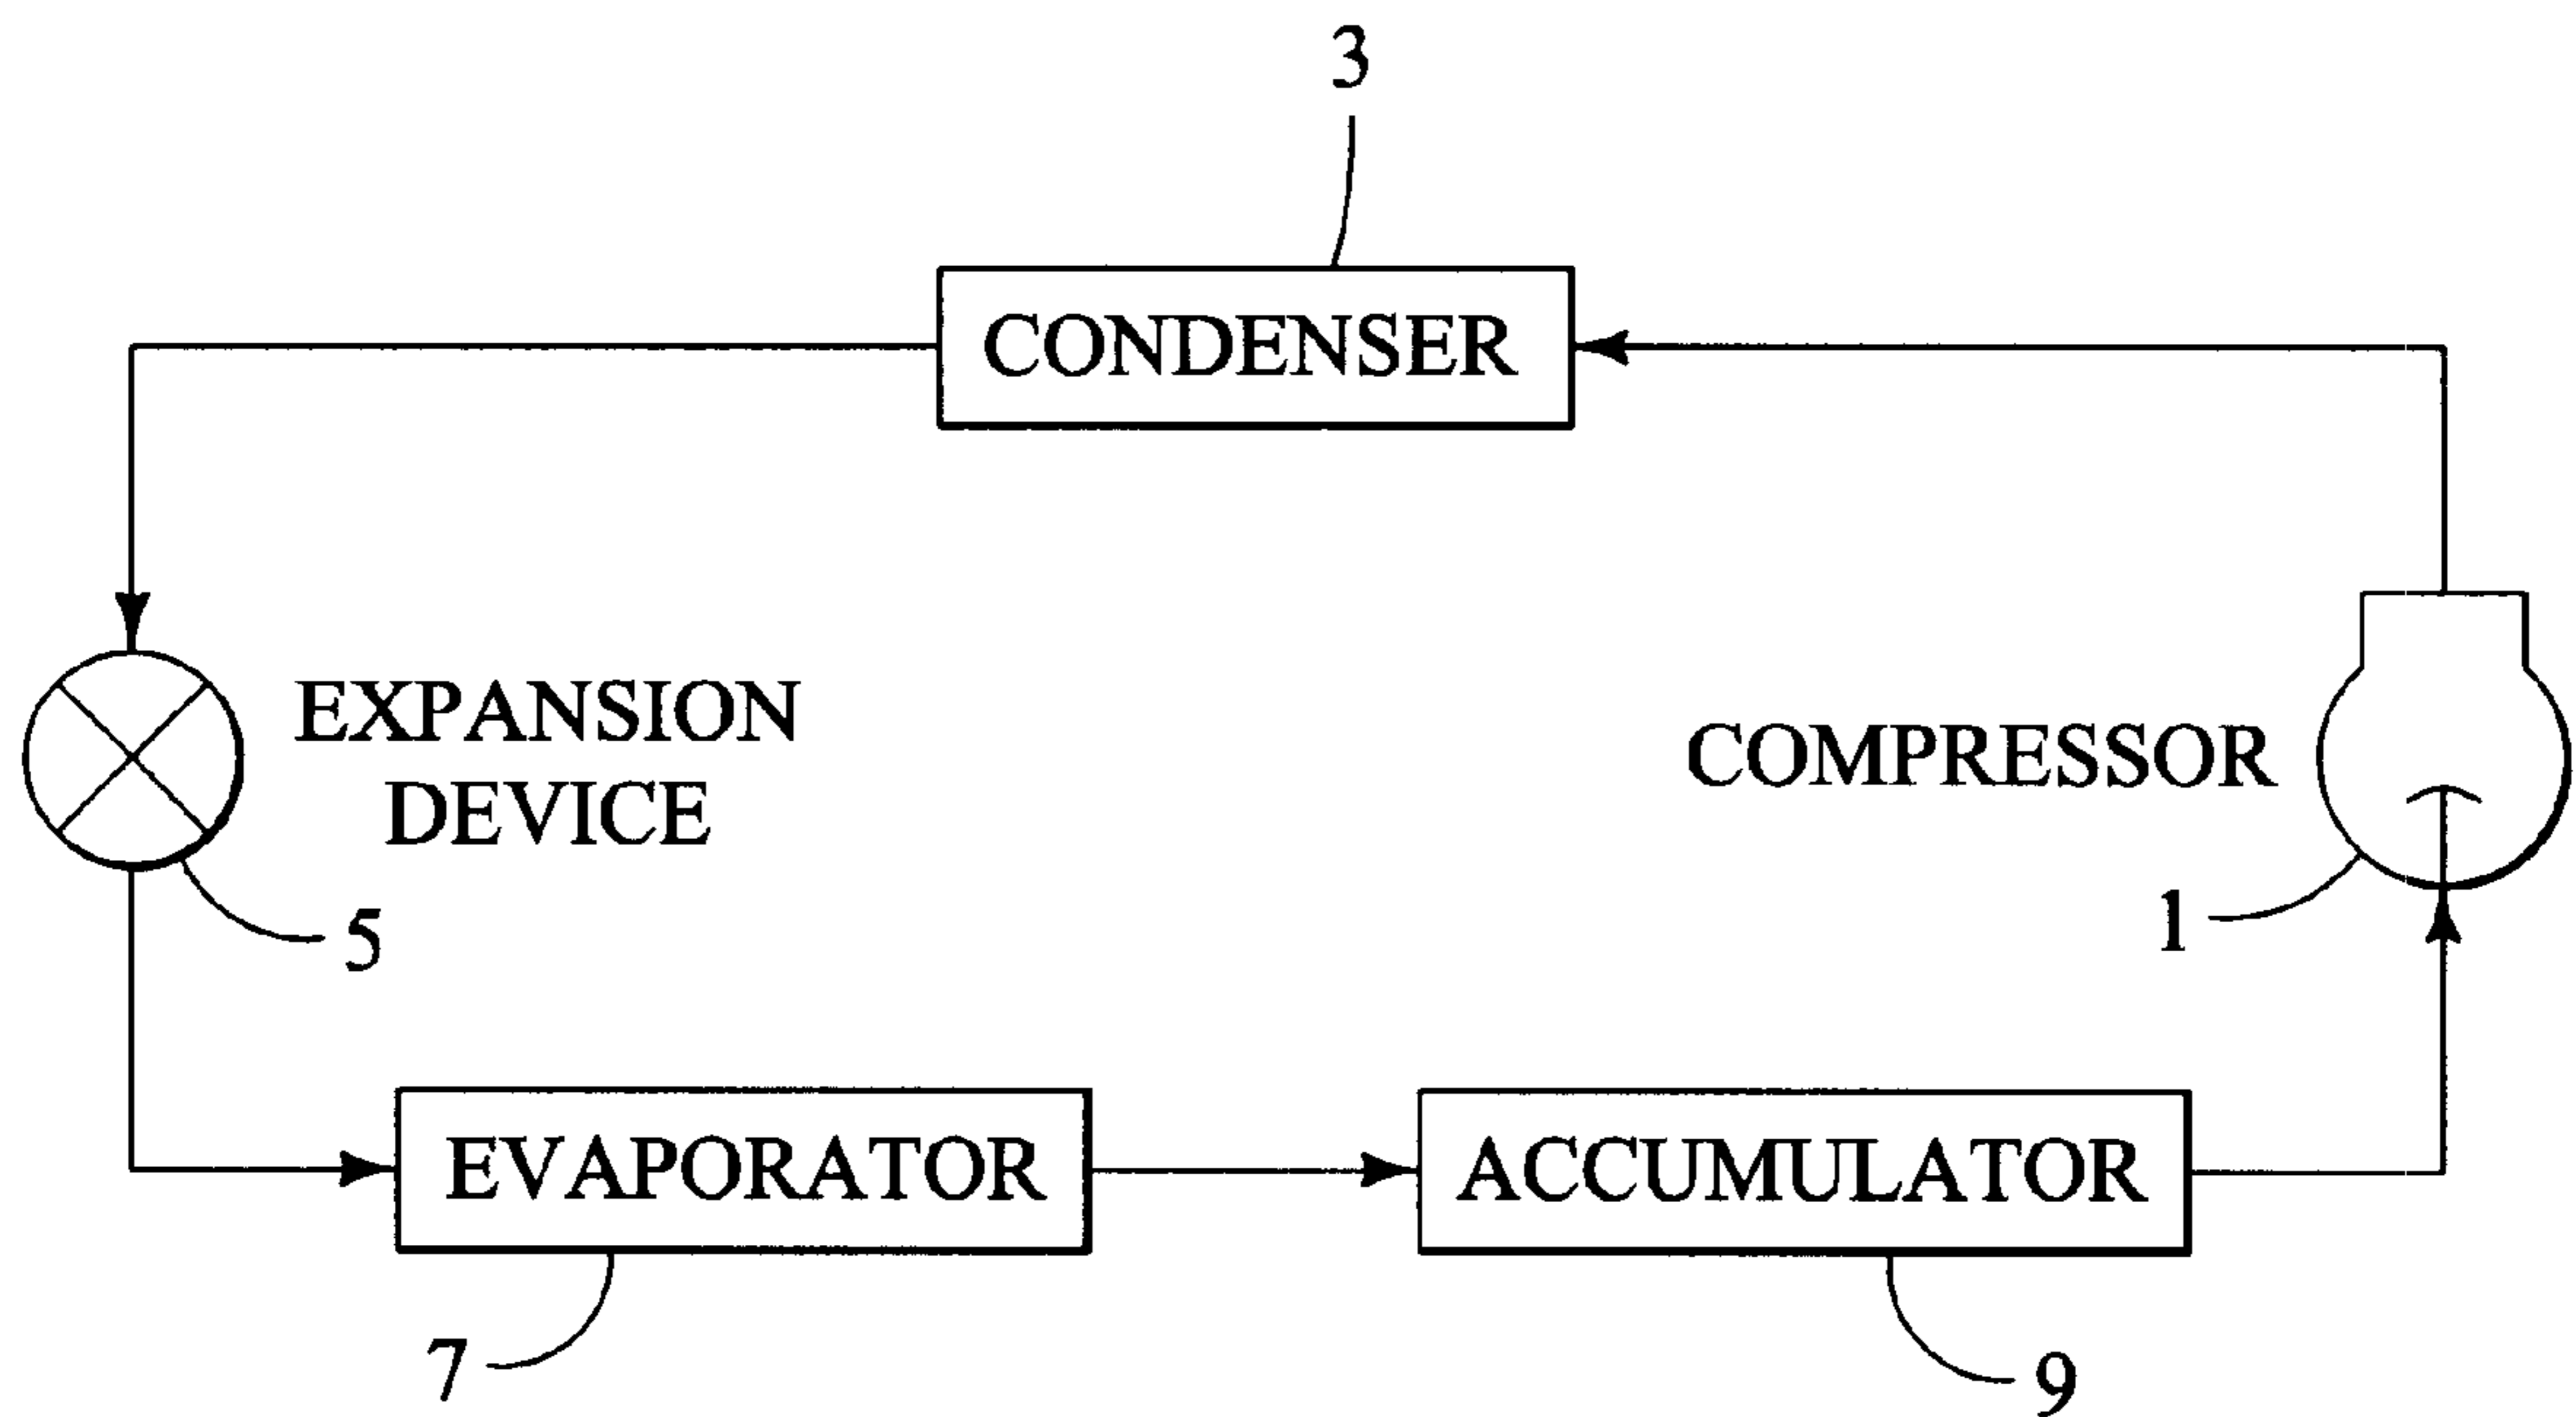 3
CONDENSER
EXPANSION
DEVICE
COMPRESSOR
5
1
EVAPORATOR
ACCUMULATOR
7
9